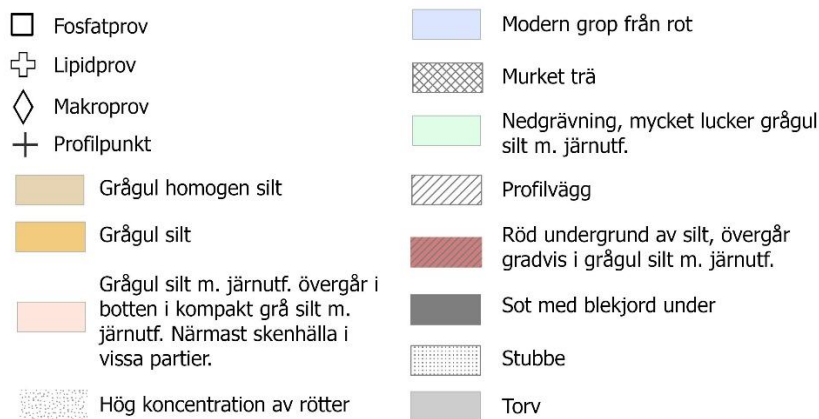 Fosfatprov
Lipidprov
Makroprov
Profilpunkt
Grågul homogen silt
Grågul silt
Grågul silt m. järnutf. övergår i
botten i kompakt grå silt m.
järnutf. Närmast skenhälla i
vissa partier.
Hög koncentration av rötter
Modern grop från rot
Murket trä
Nedgrävning, mycket lucker grågul
silt m. järnutf.
Profilvägg
Röd undergrund av silt, övergår
gradvis i grågul silt m. järnutf.
Sot med blekjord under
Stubbe
Torv